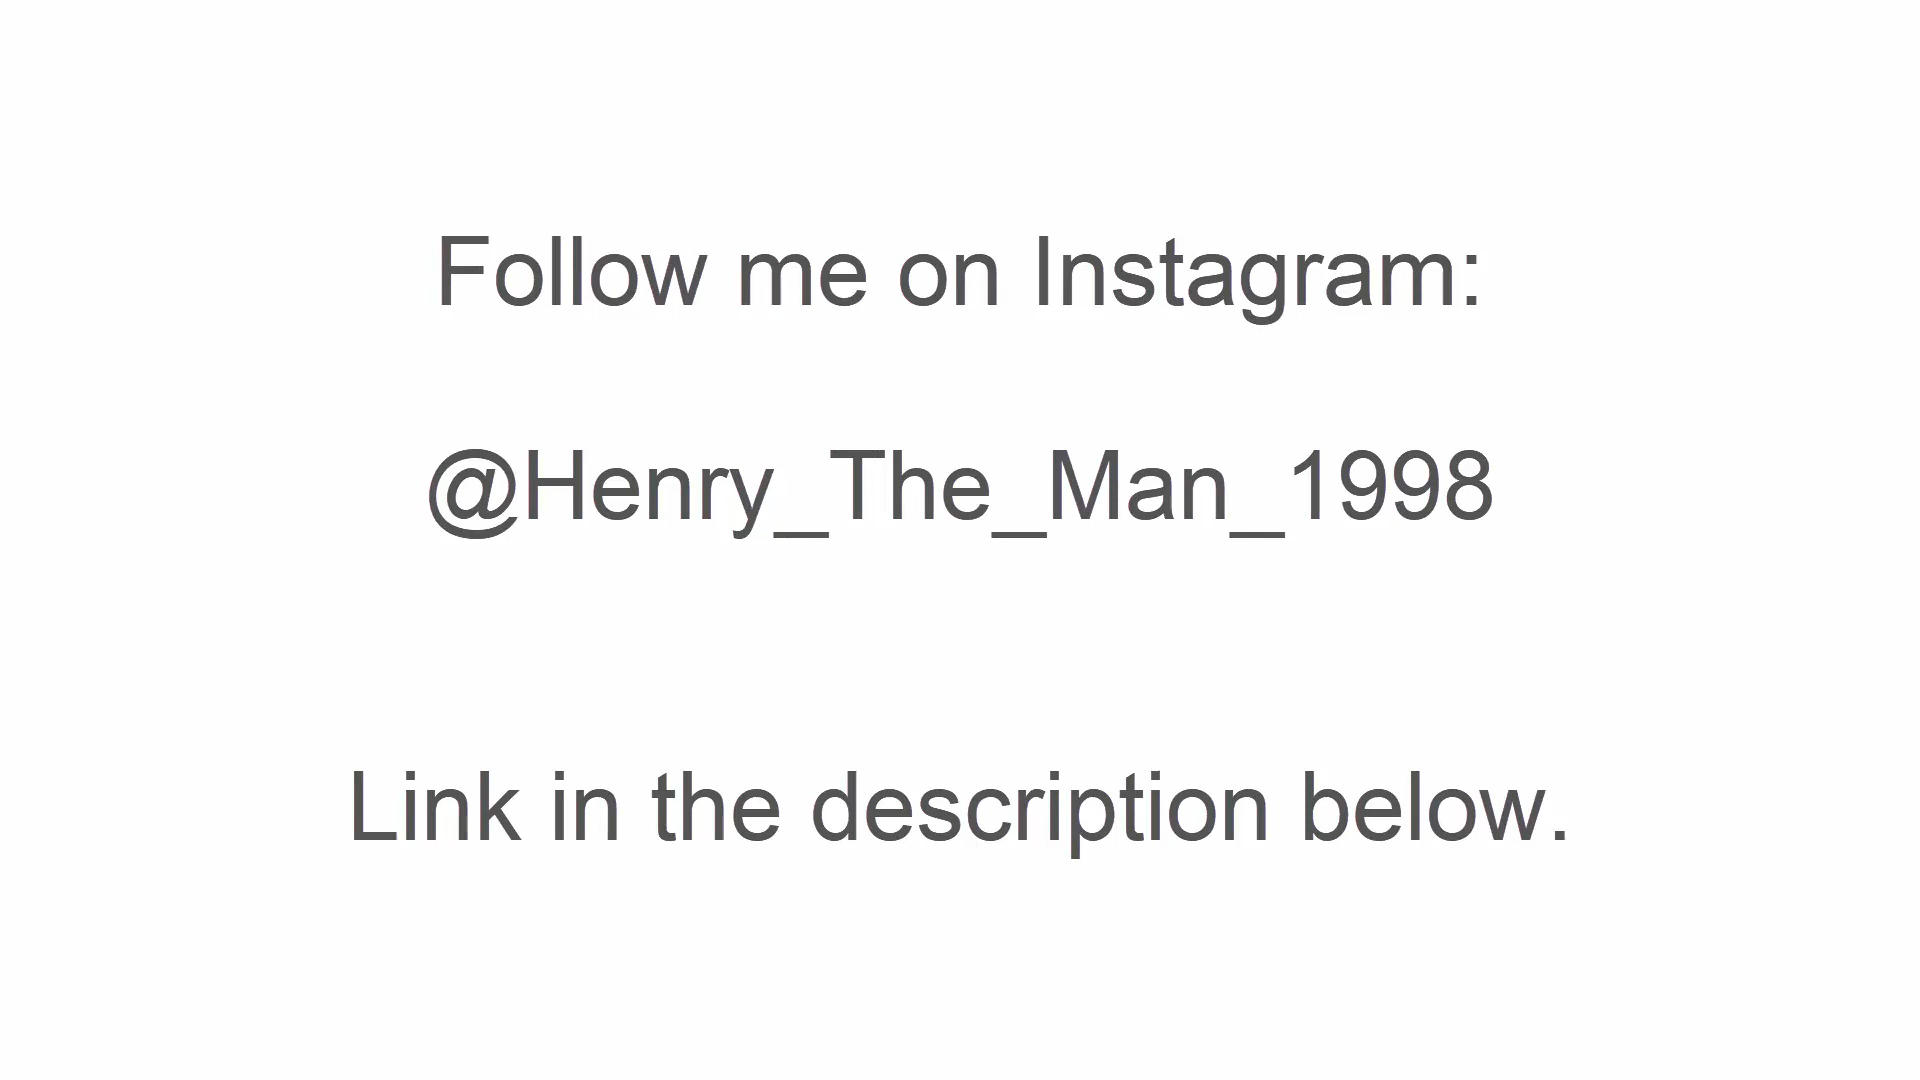 Follow me on Instagram:
@Henry_The_Man_1998
Link in the description below.